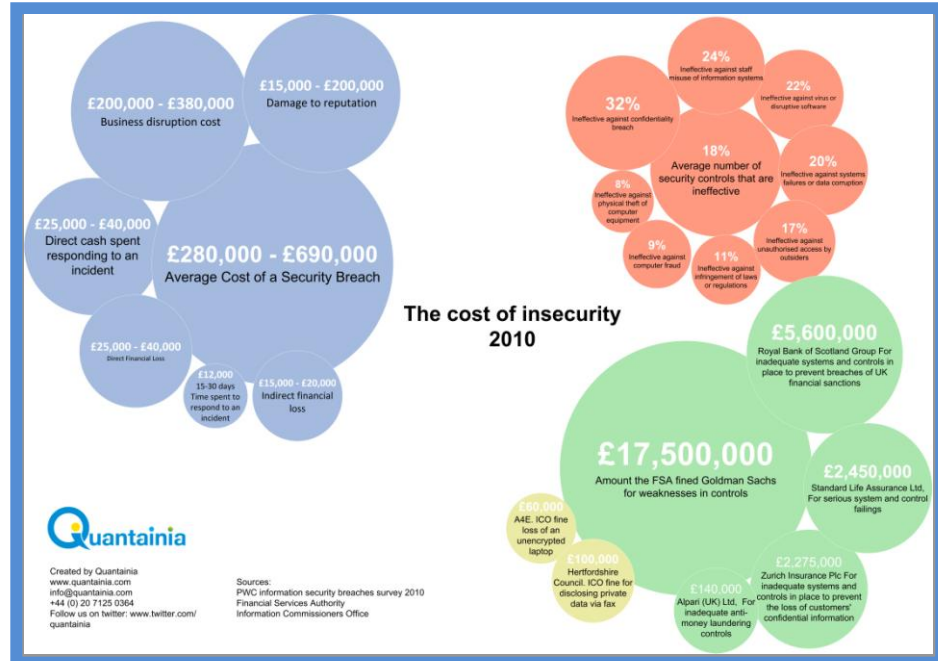 £200,000 - £380,000
Business disruption cost
£15,000 - £200,000
Damage to reputation
£25,000 - £40,000
Direct cash spent
responding to an
incident
£280,000 - £690,000
Average Cost of a Security Breach
£25,000 - £40,000
Direct Financial Loss
£12,000
15-30 days
Time spent to
respond to an
incident
£15,000 - £20,000
Indirect financial
loss
24%
Ineffective against staff
misuse of information systems
22%
Ineffective against virus or
disruptive software
32%
Ineffective against confidentiality
breach
18%
Average number of
security controls that are
ineffective
20%
Ineffective against systems
failures or data corruption
8%
Ineffective against
physical theft of
computer
equipment
17%
Ineffective against
unauthorised access by
outsiders
9%
Ineffective against
computer fraud
11%
Ineffective against
infringement of laws
or regulations
The cost of insecurity
2010
£5,600,000
Royal Bank of Scotland Group For
inadequate systems and controls in
place to prevent breaches of UK
financial sanctions
£17,500,000
Amount the FSA fined Goldman Sachs
for weaknesses in controls
£2,450,000
Standard Life Assurance Ltd,
For serious system and control
failings
£60,000
A4E. ICO fine
loss of an
unencrypted
laptop
£100,000
Hertfordshire
Council. ICO fine for
disclosing private
data via fax
£2,275,000
Zurich Insurance Plc For
inadequate systems and
controls in place to prevent
the loss of customers'
confidential information
£140,000
Alpari (UK) Ltd, For
inadequate anti-
money laundering
controls
Quantainia
Created by Quantainia
www.quantainia.com
info@quantainia.com
+44 (0) 20 7125 0364
Follow us on twitter: www.twitter.com/
quantainia
Sources:
PWC information security breaches survey 2010
Financial Services Authority
Information Commissioners Office